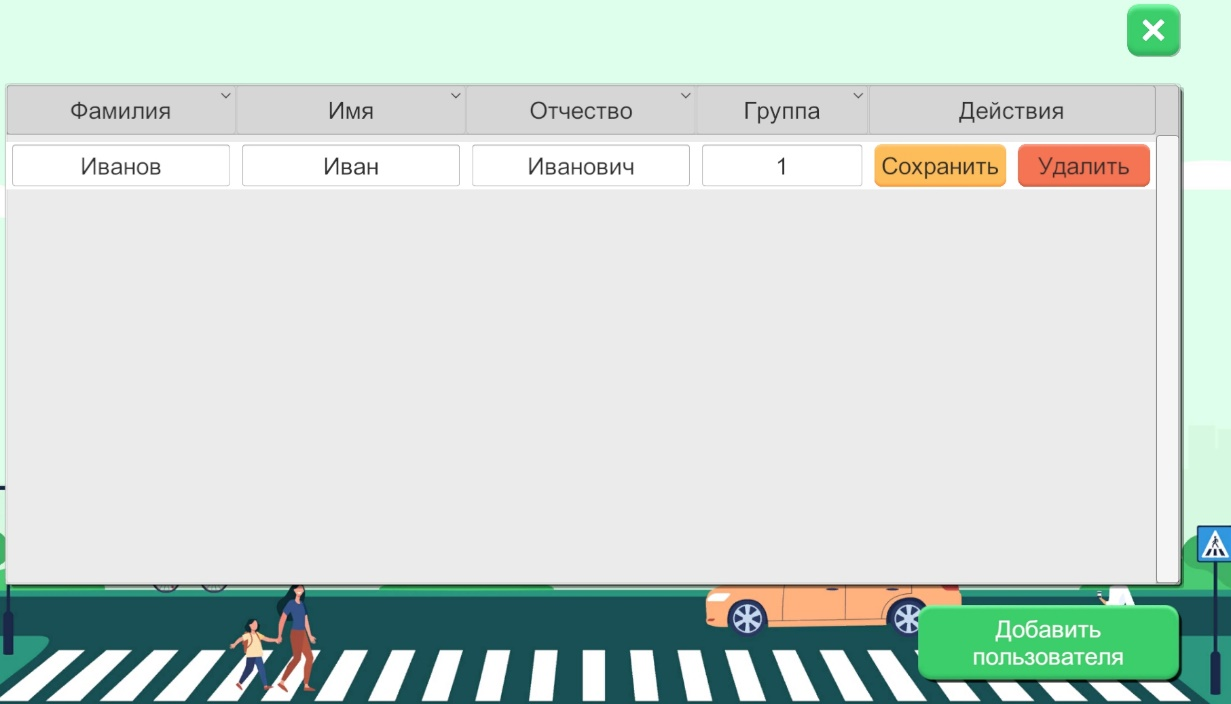 Фамилия Имя Отчество Группа Действия
Иванов Иван Иванович 1 Сохранить Удалить
Добавить
пользователя